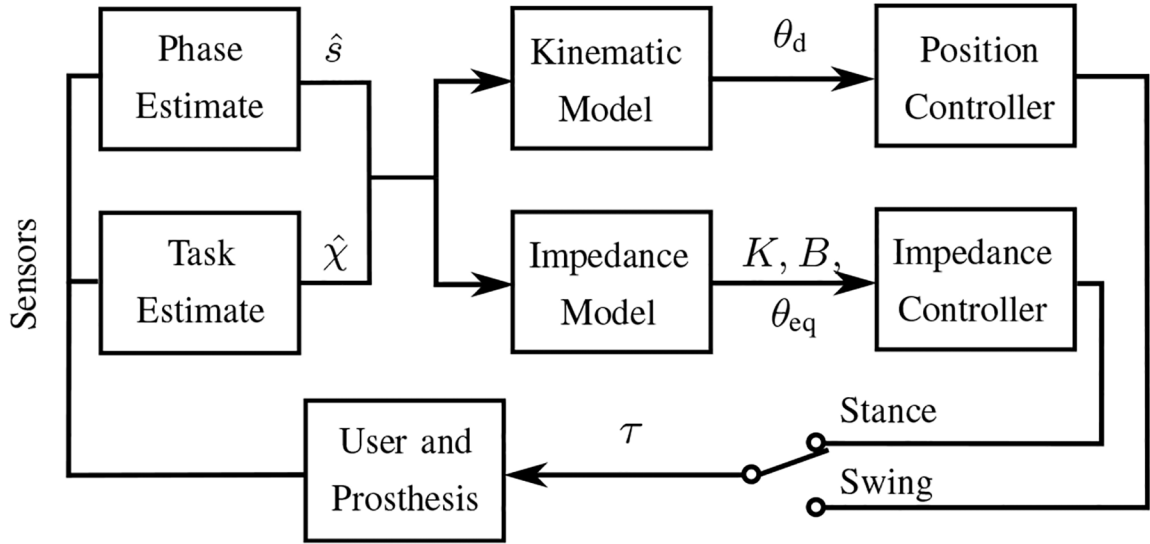 Phase
Estimate
ŝ
Kinematic
Model
θd
Position
Controller
Sensors
Task
Estimate
χ̂
Impedance
Model
K, B,
θeq
Impedance
Controller
User and
Prosthesis
τ
Stance
Swing